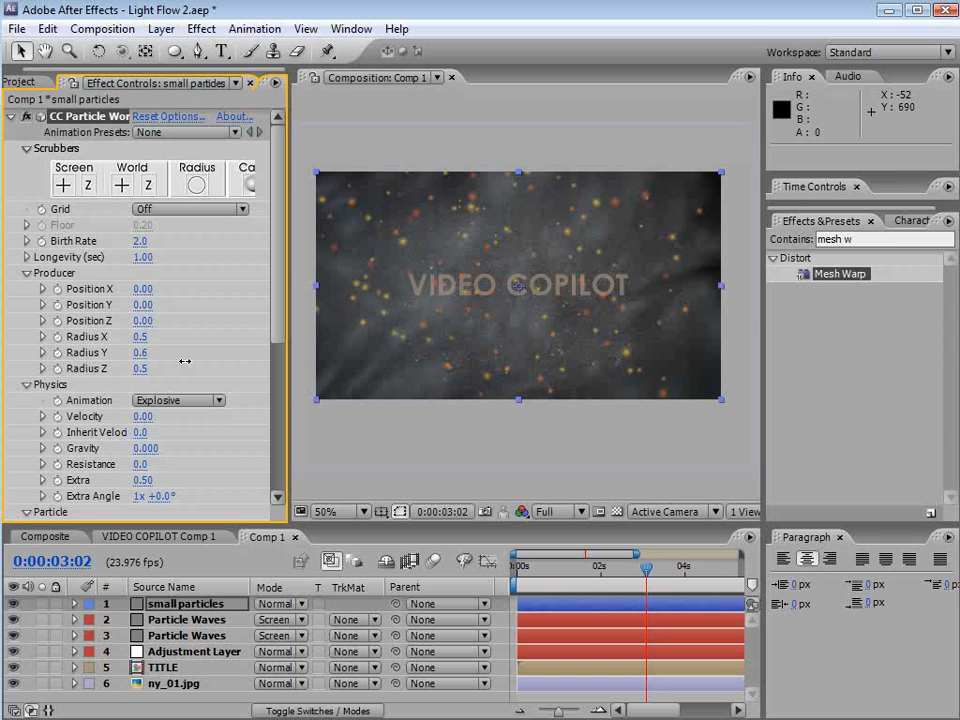 Adobe After Effects - Light Flow 2.aep *
File Edit Composition Layer Effect Animation View Window Help
Workspace: Standard
Project Effect Controls: small particles
Composition: Comp 1
Info Audio
Comp 1 * small particles
CC Particle Wor Reset Options... About...
Animation Presets: None
Scrubbers
Screen World Radius Ca
Z Z
Grid Off
Floor 0.20
Birth Rate 2.0
Longevity (sec) 1.00
Producer
Position X 0.00
Position Y 0.00
Position Z 0.00
Radius X 0.5
Radius Y 0.6
Radius Z 0.5
Physics
Animation Explosive
Velocity 0.00
Inherit Veloci 0.0
Gravity 0.000
Resistance 0.0
Extra 0.50
Extra Angle 1x +0.0°
Particle
VIDEO COPILOT
R :
G :
B :
A : 0
X : -52
Y : 690
Time Controls
Effects & Presets Charact
Contains: mesh w
Distort
Mesh Warp
50% 0:00:03:02 Full Active Camera 1 View
Composite VIDEO COPILOT Comp 1 Comp 1
Paragraph
0:00:03:02 (23.976 fps)
:00s 02s 04s
# Source Name Mode T TrkMat Parent
1 small particles Normal None
2 Particle Waves Screen None None
3 Particle Waves Screen None None
4 Adjustment Layer Normal None None
5 TITLE Normal None None
6 ny_01.jpg Normal None None
0 px 0 px 0 px
0 px 0 px
Toggle Switches / Modes